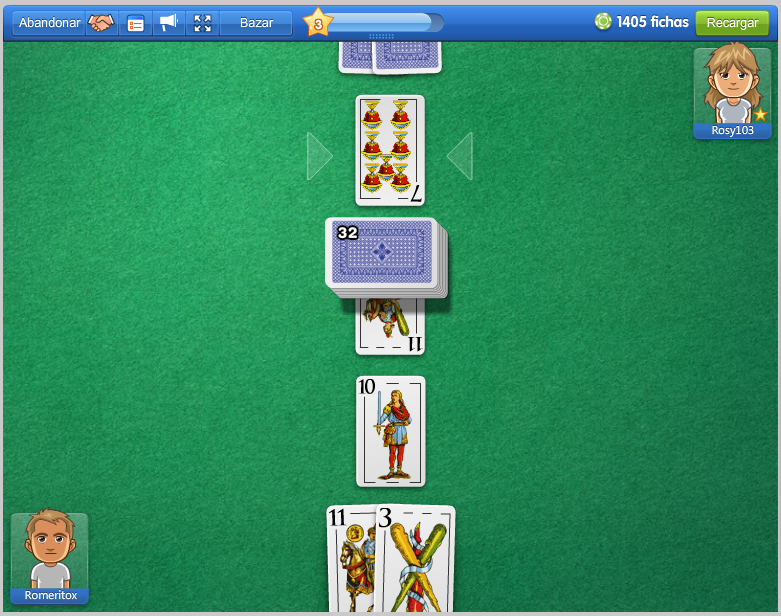 Abandonar
Bazar
3
1405 fichas
Recargar
Rosy103
7
32
11
10
11
3
Romeritox